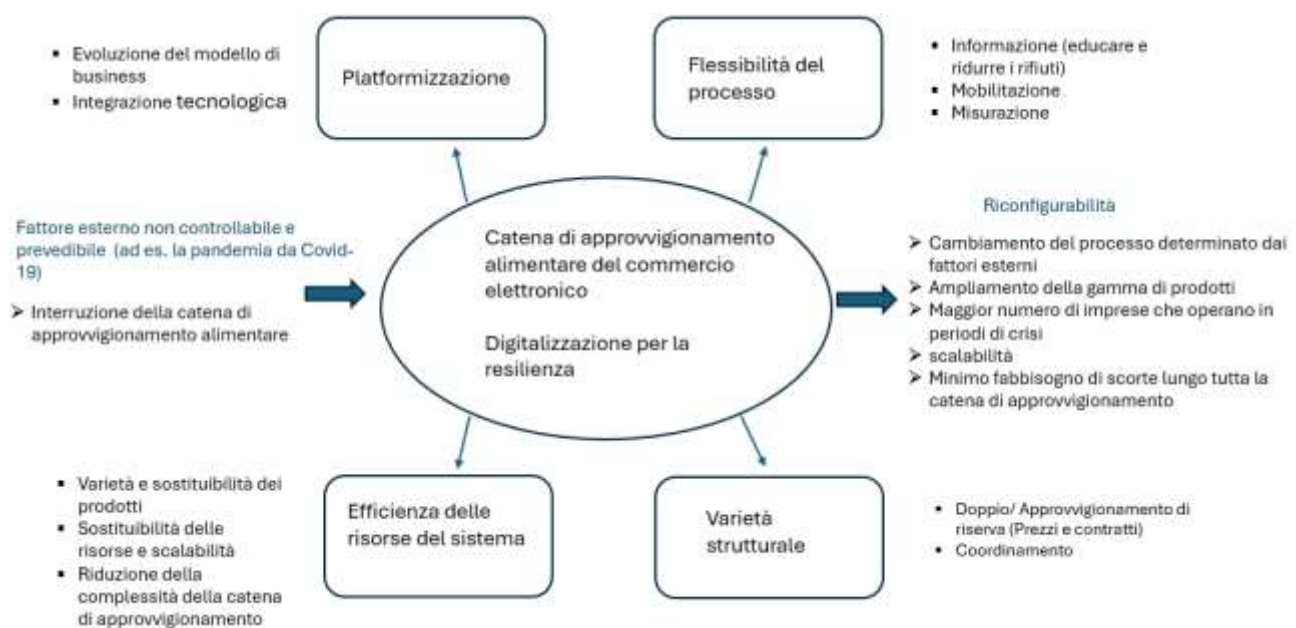 ▪ Evoluzione del modello di
business
▪ Integrazione tecnologica
Platformizzazione
Flessibilità del
processo
▪ Informazione (educare e
ridurre i rifiuti)
▪ Mobilitazione
▪ Misurazione
Fattore esterno non controllabile e
prevedibile (ad es. la pandemia da Covid-
19)
➤ Interruzione della catena di
approvvigionamento alimentare
Catena di approvvigionamento
alimentare del commercio
elettronico
Digitalizzazione per la
resilienza
Riconfigurabilità
➤ Cambiamento del processo determinato dai
fattori esterni
➤ Ampliamento della gamma di prodotti
➤ Maggior numero di imprese che operano in
periodi di crisi
➤ scalabilità
➤ Minimo fabbisogno di scorte lungo tutta la
catena di approvvigionamento
▪ Varietà e sostituibilità dei
prodotti
▪ Sostituibilità delle
risorse e scalabilità
▪ Riduzione della
complessità della catena
di approvvigionamento
Efficienza delle
risorse del sistema
Varietà
strutturale
▪ Doppio/ Approvvigionamento di
riserva (Prezzi e contratti)
▪ Coordinamento